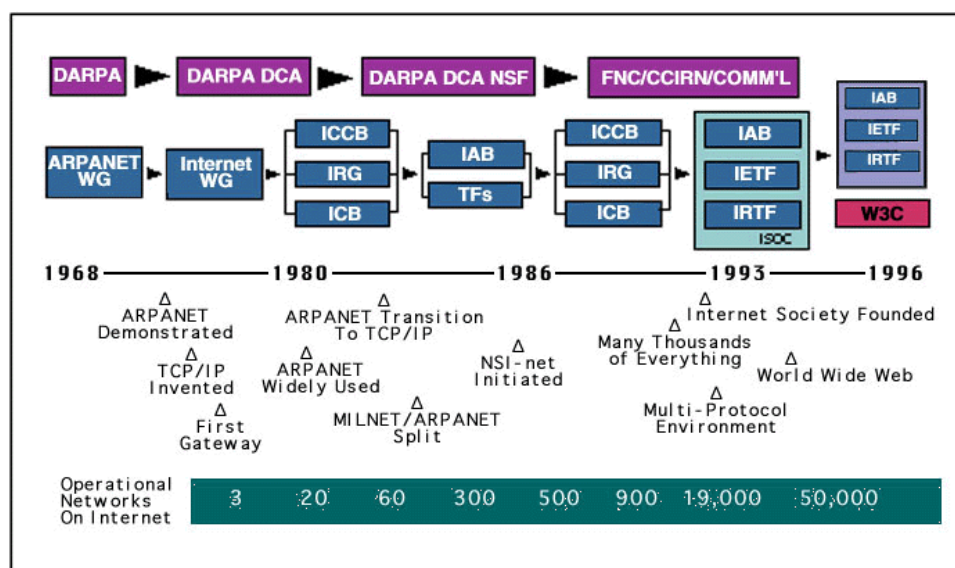 DARPA
DARPA DCA
DARPA DCA NSF
FNC/CCIRN/COMM'L
ARPANET
WG
Internet
WG
ICCB
IRG
ICB
IAB
TFs
ICCB
IRG
ICB
IAB
IETF
IRTF
ISOC
IAB
IETF
IRTF
W3C
1968
1980
1986
1993
1996
Δ
ARPANET
Demonstrated
Δ
TCP/IP
Invented
Δ
First
Gateway
Δ
ARPANET
Widely Used
Δ
ARPANET Transition
To TCP/IP
Δ
MILNET/ARPANET
Split
Δ
NSI-net
Initiated
Δ
Many Thousands
of Everything
Δ
Internet Society Founded
Δ
Multi-Protocol
Environment
Δ
World Wide Web
Operational
Networks
On Internet
3 20 60 300 500 900 19,000 50,000